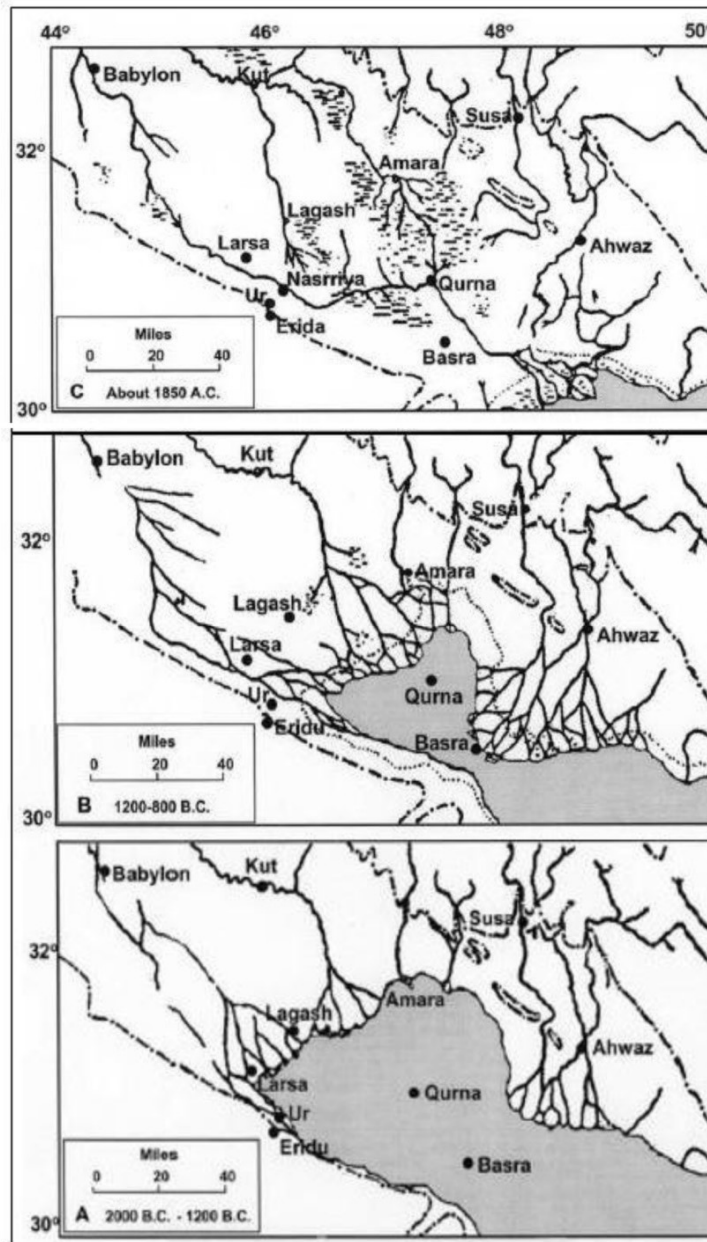 44° 46° 48° 50°
Babylon
Kut
Susa
32°
Amara
Lagash
Larsa
Ahwaz
Nasrriya
Qurna
Ur
Erida
Miles
0 20 40
Basra
C About 1850 A.C.
30°
Babylon
Kut
Susa
32°
Amara
Lagash
Ahwaz
Larsa
Qurna
Ur
Eridu
Miles
0 20 40
Basra
B 1200-800 B.C.
30°
Babylon
Kut
Susa
32°
Amara
Lagash
Ahwaz
Larsa
Qurna
Ur
Eridu
Miles
0 20 40
Basra
A 2000 B.C. - 1200 B.C.
30°